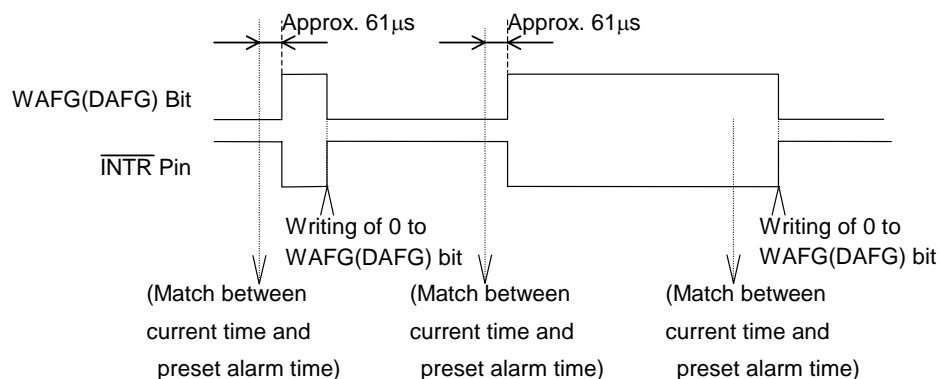 Approx. 61μs
Approx. 61μs
WAFG(DAFG) Bit
INTR Pin
Writing of 0 to
WAFG(DAFG) bit
Writing of 0 to
WAFG(DAFG) bit
(Match between
current time and
preset alarm time)
(Match between
current time and
preset alarm time)
(Match between
current time and
preset alarm time)